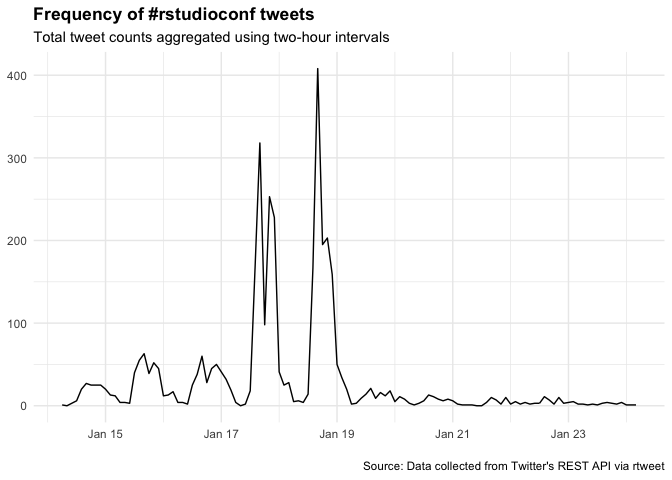 Frequency of #rstudioconf tweets
Total tweet counts aggregated using two-hour intervals
400
300
200
100
0
Jan 15 Jan 17 Jan 19 Jan 21 Jan 23
Source: Data collected from Twitter's REST API via rtweet